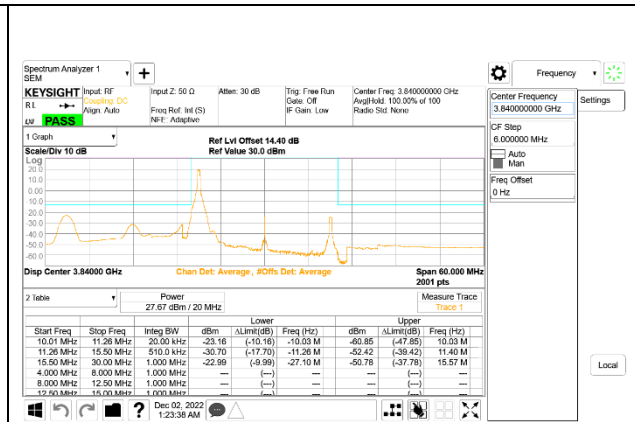 Spectrum Analyzer 1
SEM
+
Frequency
KEYSIGHT
Input: RF
Coupling: DC
Align: Auto
Input Z: 50 Ω
Freq Ref: Int (S)
NFE: Adaptive
Atten: 30 dB
Trig: Free Run
Gate: Off
IF Gain: Low
Center Freq: 3.840000000 GHz
Avg|Hold: 100.00% of 100
Radio Std: None
RL
PASS
Center Frequency
3.840000000 GHz
Settings
CF Step
6.000000 MHz
Auto
Man
Freq Offset
0 Hz
1 Graph
Scale/Div 10 dB
Ref Lvl Offset 14.40 dB
Ref Value 30.0 dBm
Log
20.0
10.0
0.00
-10.0
-20.0
-30.0
-40.0
-50.0
-60.0
Disp Center 3.84000 GHz
Chan Det: Average , #Offs Det: Average
Span 60.000 MHz
2001 pts
2 Table
Power
27.67 dBm / 20 MHz
Measure Trace
Trace 1
Lower Upper
Start Freq Stop Freq Integ BW dBm ΔLimit(dB) Freq (Hz) dBm ΔLimit(dB) Freq (Hz)
10.01 MHz 11.26 MHz 20.00 kHz -23.16 (-10.16) -10.03 M -60.85 (-47.85) 10.03 M
11.26 MHz 15.50 MHz 510.0 kHz -30.70 (-17.70) -11.26 M -52.42 (-39.42) 11.40 M
15.50 MHz 30.00 MHz 1.000 MHz -22.99 (-9.99) -27.10 M -50.78 (-37.78) 15.57 M
4.000 MHz 8.000 MHz 1.000 MHz --- (---) --- --- (---) ---
8.000 MHz 12.50 MHz 1.000 MHz --- (---) --- --- (---) ---
12.50 MHz 15.00 MHz 1.000 MHz --- (---) --- --- (---) ---
Local
?
Dec 02, 2022
1:23:38 AM